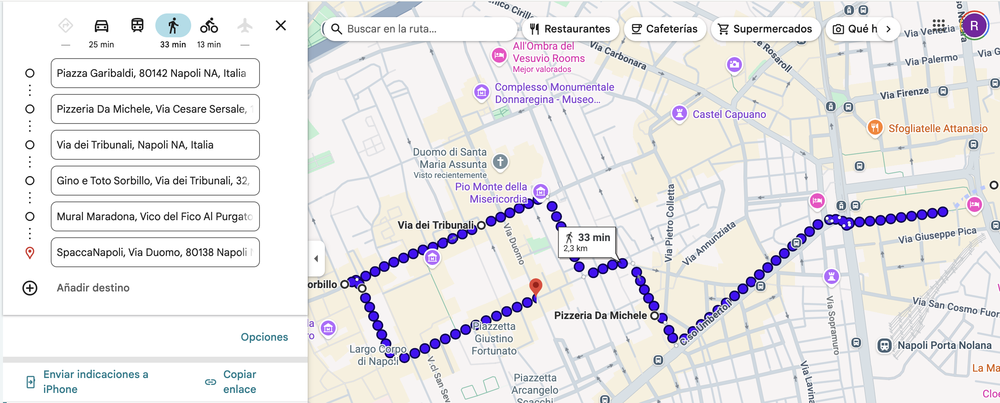 25 min
33 min
13 min
Piazza Garibaldi, 80142 Napoli NA, Italia
Pizzeria Da Michele, Via Cesare Sersale, 1
Via dei Tribunali, Napoli NA, Italia
Gino e Toto Sorbillo, Via dei Tribunali, 32,
Mural Maradona, Vico del Fico Al Purgato
SpaccaNapoli, Via Duomo, 80138 Napoli N
Añadir destino
Opciones
Enviar indicaciones a
iPhone
Copiar
enlace
Buscar en la ruta...
Restaurantes
Cafeterías
Supermercados
Qué h
R
nico Cirillo
Via Venezia
Via G
Via Palermo
Via Firenze
re Rosaroll
Via Carbonara
so Novara
All'Ombra del
Vesuvio Rooms
Mejor valorados
Complesso Monumentale
Donnaregina - Museo...
Castel Capuano
Sfogliatelle Attanasio
Duomo di Santa
Maria Assunta
Visto recientemente
Pio Monte della
Misericordia
Via dei Tribunali
Via Duomo
33 min
2,3 km
Via Pietro Colletta
Via Annunziata
Via Giuseppe Pica
orbillo
Pizzeria Da Michele
C.so Umberto I
Via Sopramuro
Via San Cosmo Fuor
Napoli Porta Nolana
la
ro
Largo Corpo
di Napoli
Piazzetta
Giustino
Fortunato
V.cl San Sev
Piazzetta
Arcangelo
Scacchi
Via Lavina
La Ma
Cloe